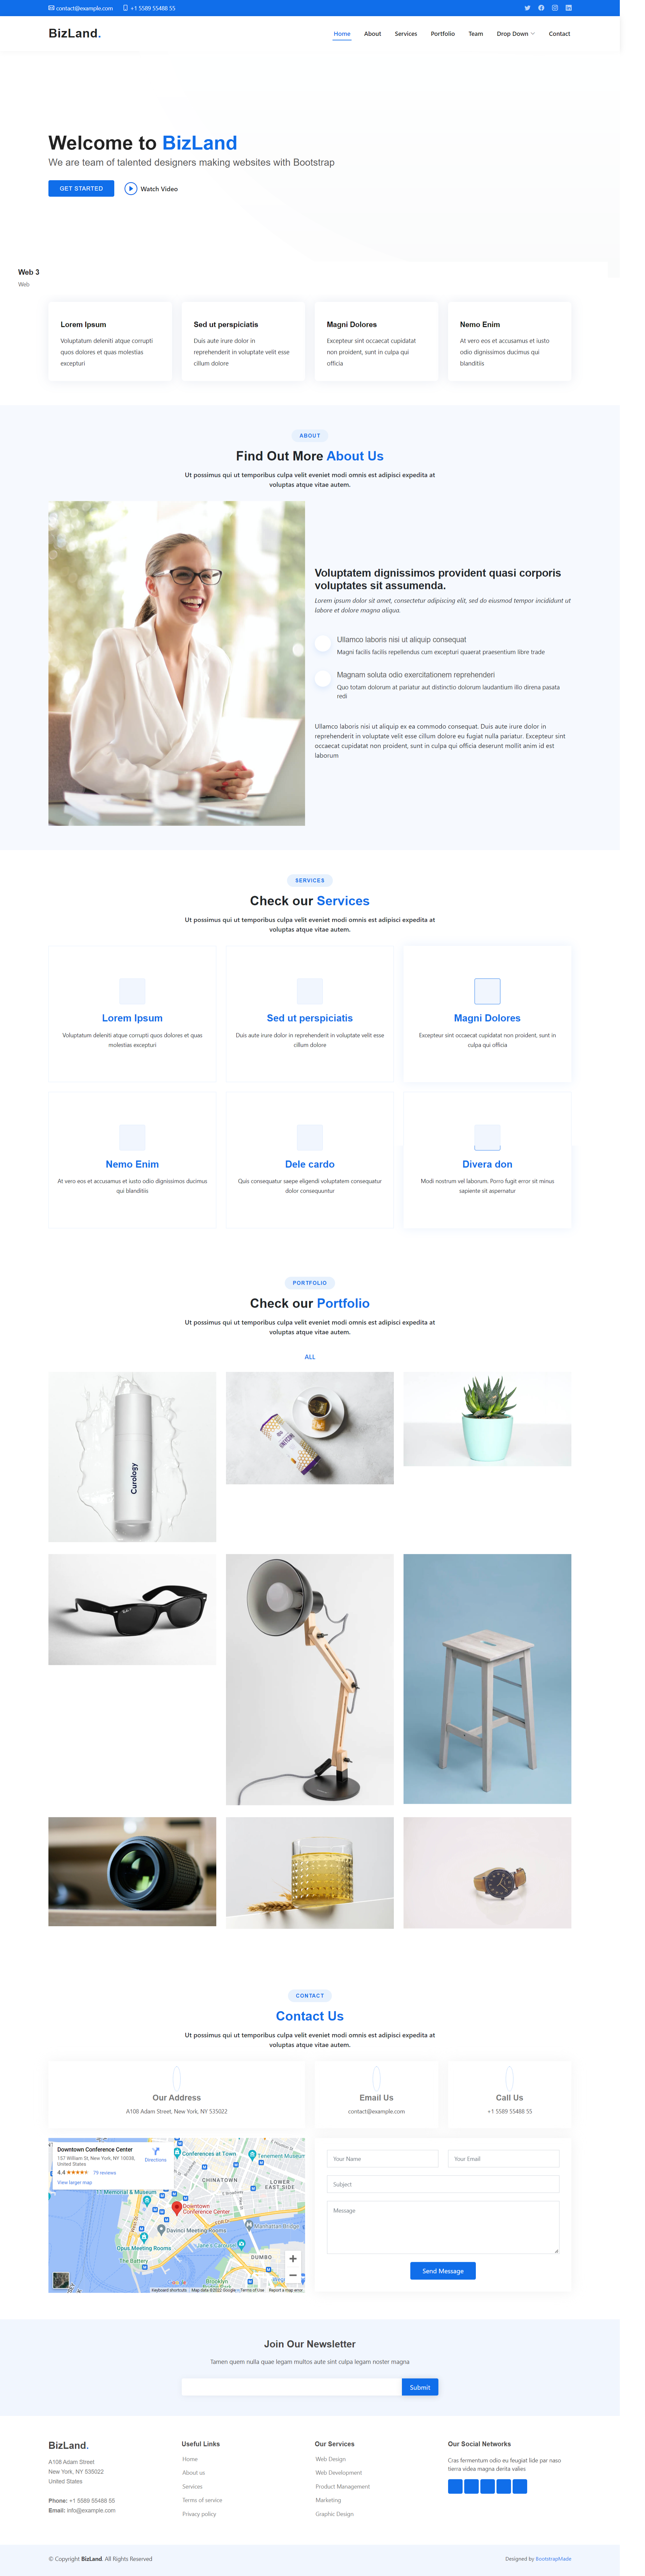 contact@example.com +1 5589 55488 55
BizLand.
Home About Services Portfolio Team Drop Down Contact
Welcome to BizLand
We are team of talented designers making websites with Bootstrap
GET STARTED Watch Video
Web 3
Web
Lorem Ipsum
Voluptatum deleniti atque corrupti
quos dolores et quas molestias
excepturi
Sed ut perspiciatis
Duis aute irure dolor in
reprehenderit in voluptate velit esse
cillum dolore
Magni Dolores
Excepteur sint occaecat cupidatat
non proident, sunt in culpa qui
officia
Nemo Enim
At vero eos et accusamus et iusto
odio dignissimos ducimus qui
blanditiis
ABOUT
Find Out More About Us
Ut possimus qui ut temporibus culpa velit eveniet modi omnis est adipisci expedita at
voluptas atque vitae autem.
Voluptatem dignissimos provident quasi corporis
voluptates sit assumenda.
Lorem ipsum dolor sit amet, consectetur adipiscing elit, sed do eiusmod tempor incididunt ut
labore et dolore magna aliqua.
Ullamco laboris nisi ut aliquip consequat
Magni facilis facilis repellendus cum excepturi quaerat praesentium libre trade
Magnam soluta odio exercitationem reprehenderi
Quo totam dolorum at pariatur aut distinctio dolorum laudantium illo direna pasata
redi
Ullamco laboris nisi ut aliquip ex ea commodo consequat. Duis aute irure dolor in
reprehenderit in voluptate velit esse cillum dolore eu fugiat nulla pariatur. Excepteur sint
occaecat cupidatat non proident, sunt in culpa qui officia deserunt mollit anim id est
laborum
SERVICES
Check our Services
Ut possimus qui ut temporibus culpa velit eveniet modi omnis est adipisci expedita at
voluptas atque vitae autem.
Lorem Ipsum
Voluptatum deleniti atque corrupti quos dolores et quas
molestias excepturi
Sed ut perspiciatis
Duis aute irure dolor in reprehenderit in voluptate velit esse
cillum dolore
Magni Dolores
Excepteur sint occaecat cupidatat non proident, sunt in
culpa qui officia
Nemo Enim
At vero eos et accusamus et iusto odio dignissimos ducimus
qui blanditiis
Dele cardo
Quis consequatur saepe eligendi voluptatem consequatur
dolor consequuntur
Divera don
Modi nostrum vel laborum. Porro fugit error sit minus
sapiente sit aspernatur
PORTFOLIO
Check our Portfolio
Ut possimus qui ut temporibus culpa velit eveniet modi omnis est adipisci expedita at
voluptas atque vitae autem.
ALL
Curology
CONTACT
Contact Us
Ut possimus qui ut temporibus culpa velit eveniet modi omnis est adipisci expedita at
voluptas atque vitae autem.
Our Address
A108 Adam Street, New York, NY 535022
Email Us
contact@example.com
Call Us
+1 5589 55488 55
Downtown Conference Center
157 William St, New York, NY 10038,
United States
Directions
4.4 79 reviews
View larger map
Conferences at Town
Tenement Museum
CHINATOWN
LOWER
EAST SIDE
11 Memorial & Museum
Downtown
Conference Center
Davinci Meeting Rooms
Manhattan Bridge
Opus Meeting Rooms
The Battery
DUMBO
Google
Keyboard shortcuts Map data ©2022 Google Terms of Use Report a map error
Your Name
Your Email
Subject
Message
Send Message
Join Our Newsletter
Tamen quem nulla quae legam multos aute sint culpa legam noster magna
Submit
BizLand.
A108 Adam Street
New York, NY 535022
United States
Phone: +1 5589 55488 55
Email: info@example.com
Useful Links
Home
About us
Services
Terms of service
Privacy policy
Our Services
Web Design
Web Development
Product Management
Marketing
Graphic Design
Our Social Networks
Cras fermentum odio eu feugiat lide par naso
tierra videa magna derita valies
© Copyright BizLand. All Rights Reserved
Designed by BootstrapMade